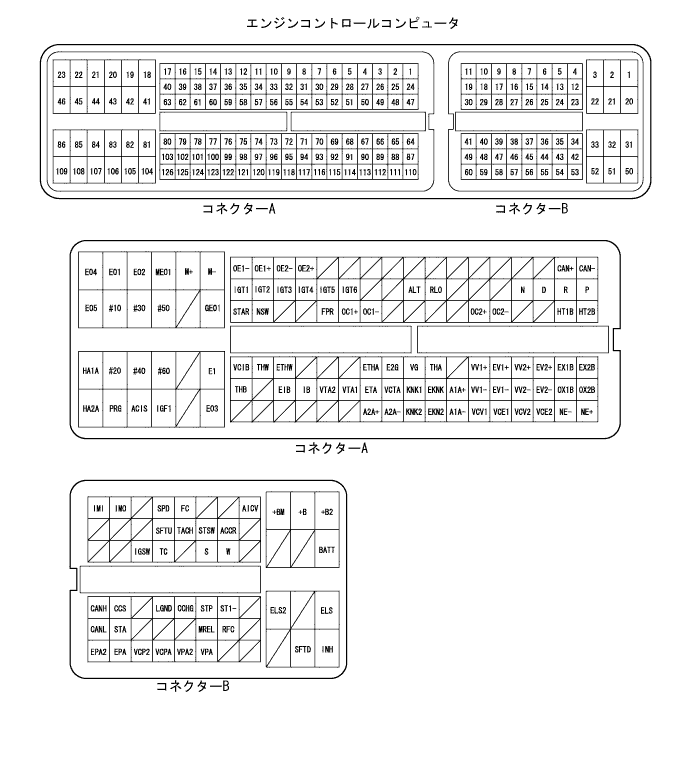 エンジンコントロールコンピュータ
23 22 21 20 19 18 17 16 15 14 13 12 11 10 9 8 7 6 5 4 3 2 1
40 39 38 37 36 35 34 33 32 31 30 29 28 27 26 25 24
46 45 44 43 42 41 63 62 61 60 59 58 57 56 55 54 53 52 51 50 49 48 47
86 85 84 83 82 81 80 79 78 77 76 75 74 73 72 71 70 69 68 67 66 65 64
103 102 101 100 99 98 97 96 95 94 93 92 91 90 89 88 87
109 108 107 106 105 104 126 125 124 123 122 121 120 119 118 117 116 115 114 113 112 111 110
コネクターA
11 10 9 8 7 6 5 4 3 2 1
19 18 17 16 15 14 13 12
30 29 28 27 26 25 24 23 22 21 20
41 40 39 38 37 36 35 34 33 32 31
49 48 47 46 45 44 43 42
60 59 58 57 56 55 54 53 52 51 50
コネクターB
E04 E01 E02 ME01 M+ M- OE1- OE1+ OE2- OE2+ CAN+ CAN-
IGT1 IGT2 IGT3 IGT4 IGT5 IGT6 ALT RLO N D R P
E05 #10 #30 #50 GE01 STAR NSW FPR OC1+ OC1- OC2+ OC2- HT1B HT2B
HA1A #20 #40 #60 E1 VCIB THW ETHW ETHA E2G VG THA VV1+ EV1+ VV2+ EV2+ EX1B EX2B
THB EIB IB VTA2 VTA1 ETA VCTA KNK1 EKNK A1A+ VV1- EV1- VV2- EV2- OX1B OX2B
HA2A PRG ACIS IGF1 E03 A2A+ A2A- KNK2 EKN2 A1A- VCV1 VCE1 VCV2 VCE2 NE- NE+
コネクターA
IMI IMO SPD FC AICV +BM +B +B2
SFTU TACH STSW ACCR
IGSW TC S W BATT
CANH CCS LGND CCHG STP ST1- ELS2 ELS
CANL STA MREL RFC
EPA2 EPA VCP2 VCPA VPA2 VPA SFTD INH
コネクターB